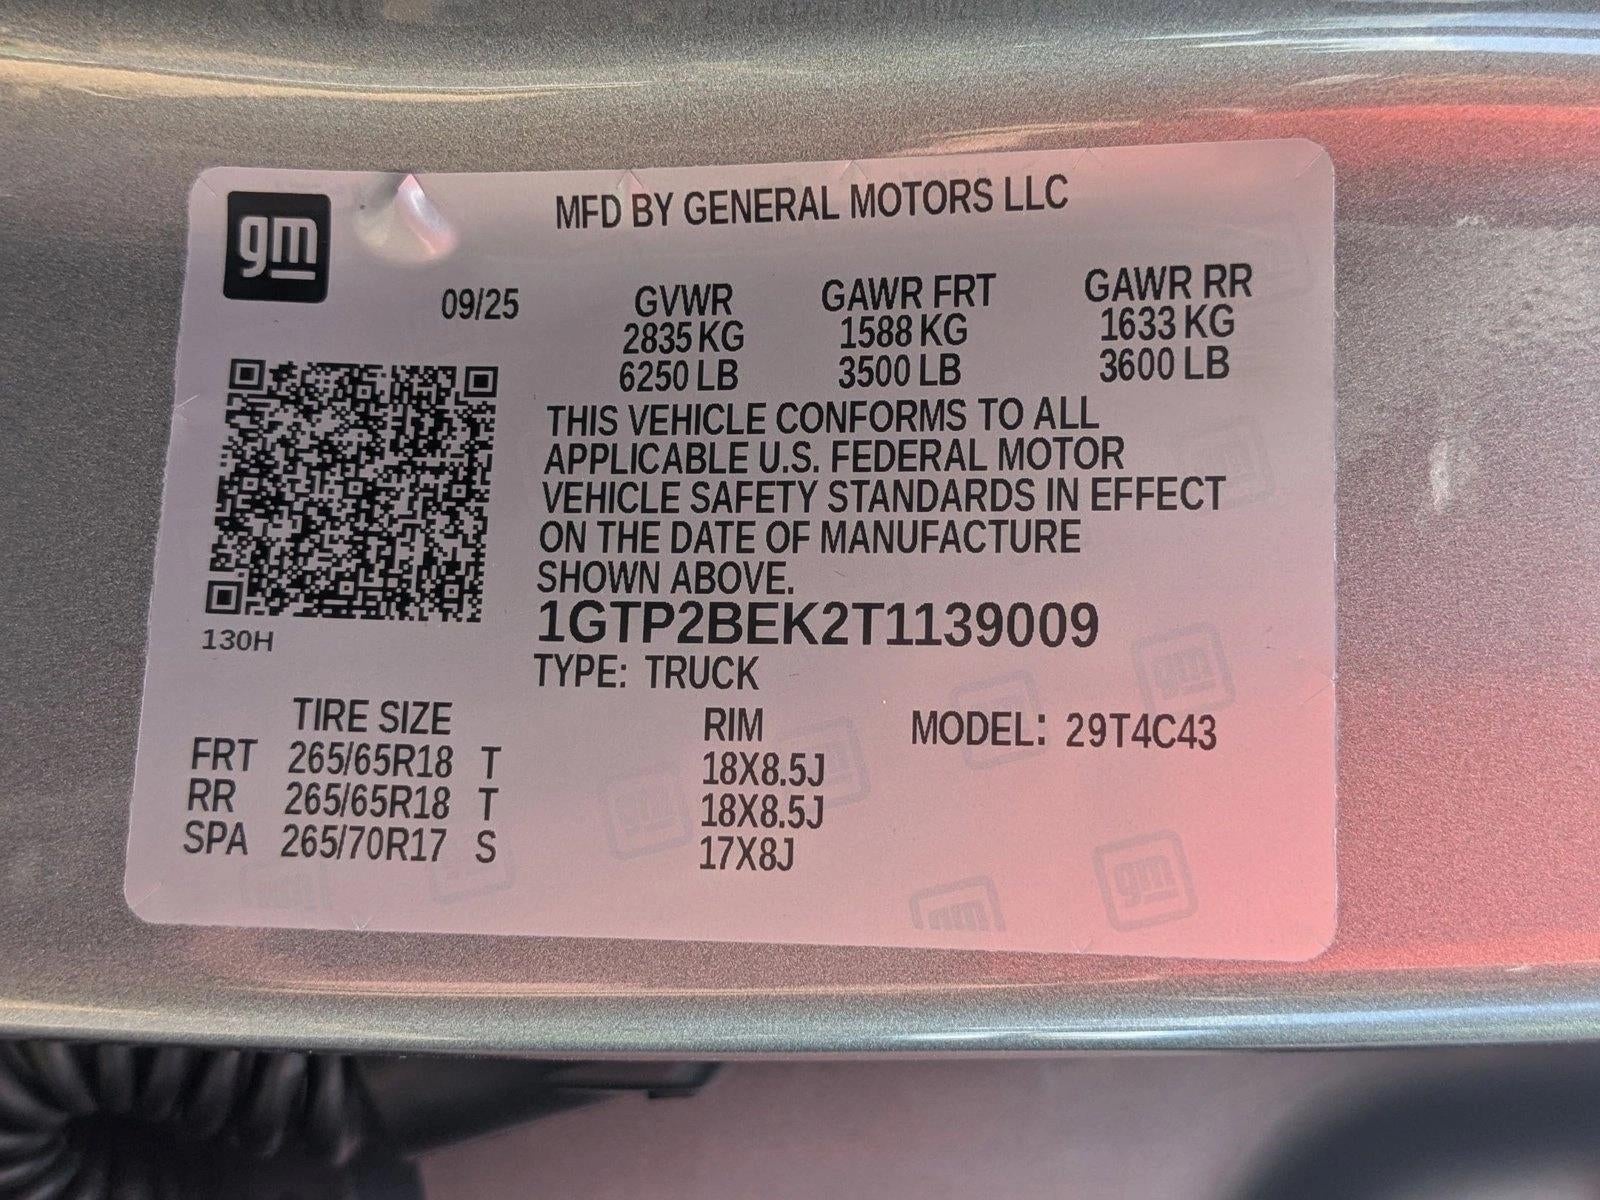 gm
MFD BY GENERAL MOTORS LLC
09/25
GVWR GAWR FRT GAWR RR
2835 KG 1588 KG 1633 KG
6250 LB 3500 LB 3600 LB
THIS VEHICLE CONFORMS TO ALL
APPLICABLE U.S. FEDERAL MOTOR
VEHICLE SAFETY STANDARDS IN EFFECT
ON THE DATE OF MANUFACTURE
SHOWN ABOVE.
130H
1GTP2BEK2T1139009
TYPE: TRUCK
TIRE SIZE RIM MODEL: 29T4C43
FRT 265/65R18 T 18X8.5J
RR 265/65R18 T 18X8.5J
SPA 265/70R17 S 17X8J